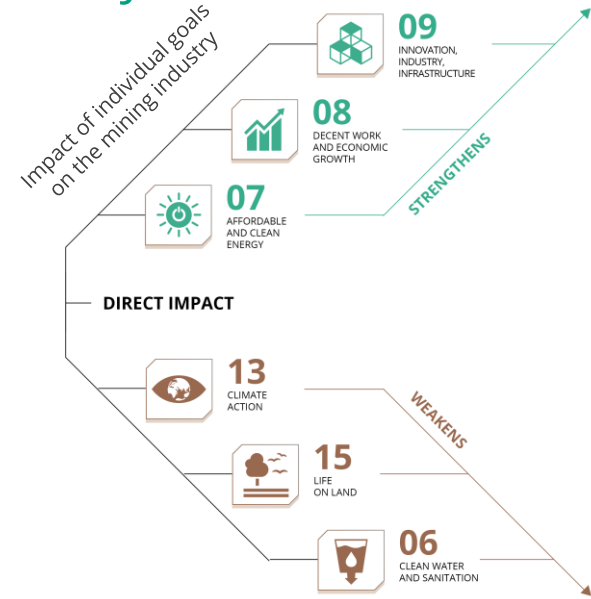 Impact of individual goals
on the mining industry
09
INNOVATION,
INDUSTRY,
INFRASTRUCTURE
08
DECENT WORK
AND ECONOMIC
GROWTH
STRENGTHENS
07
AFFORDABLE
AND CLEAN
ENERGY
DIRECT IMPACT
13
CLIMATE
ACTION
WEAKENS
15
LIFE
ON LAND
06
CLEAN WATER
AND SANITATION